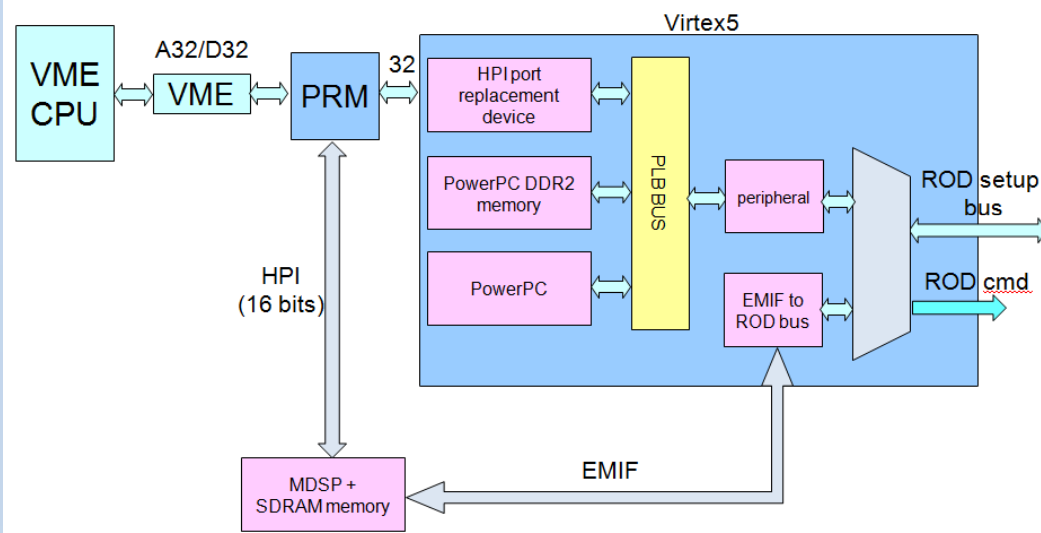 Virtex5
A32/D32
VME
CPU
VME
PRM
32
HPI port
replacement
device
PowerPC DDR2
memory
PowerPC
PLB BUS
peripheral
EMIF to
ROD bus
ROD setup
bus
ROD cmd
HPI
(16 bits)
MDSP +
SDRAM memory
EMIF